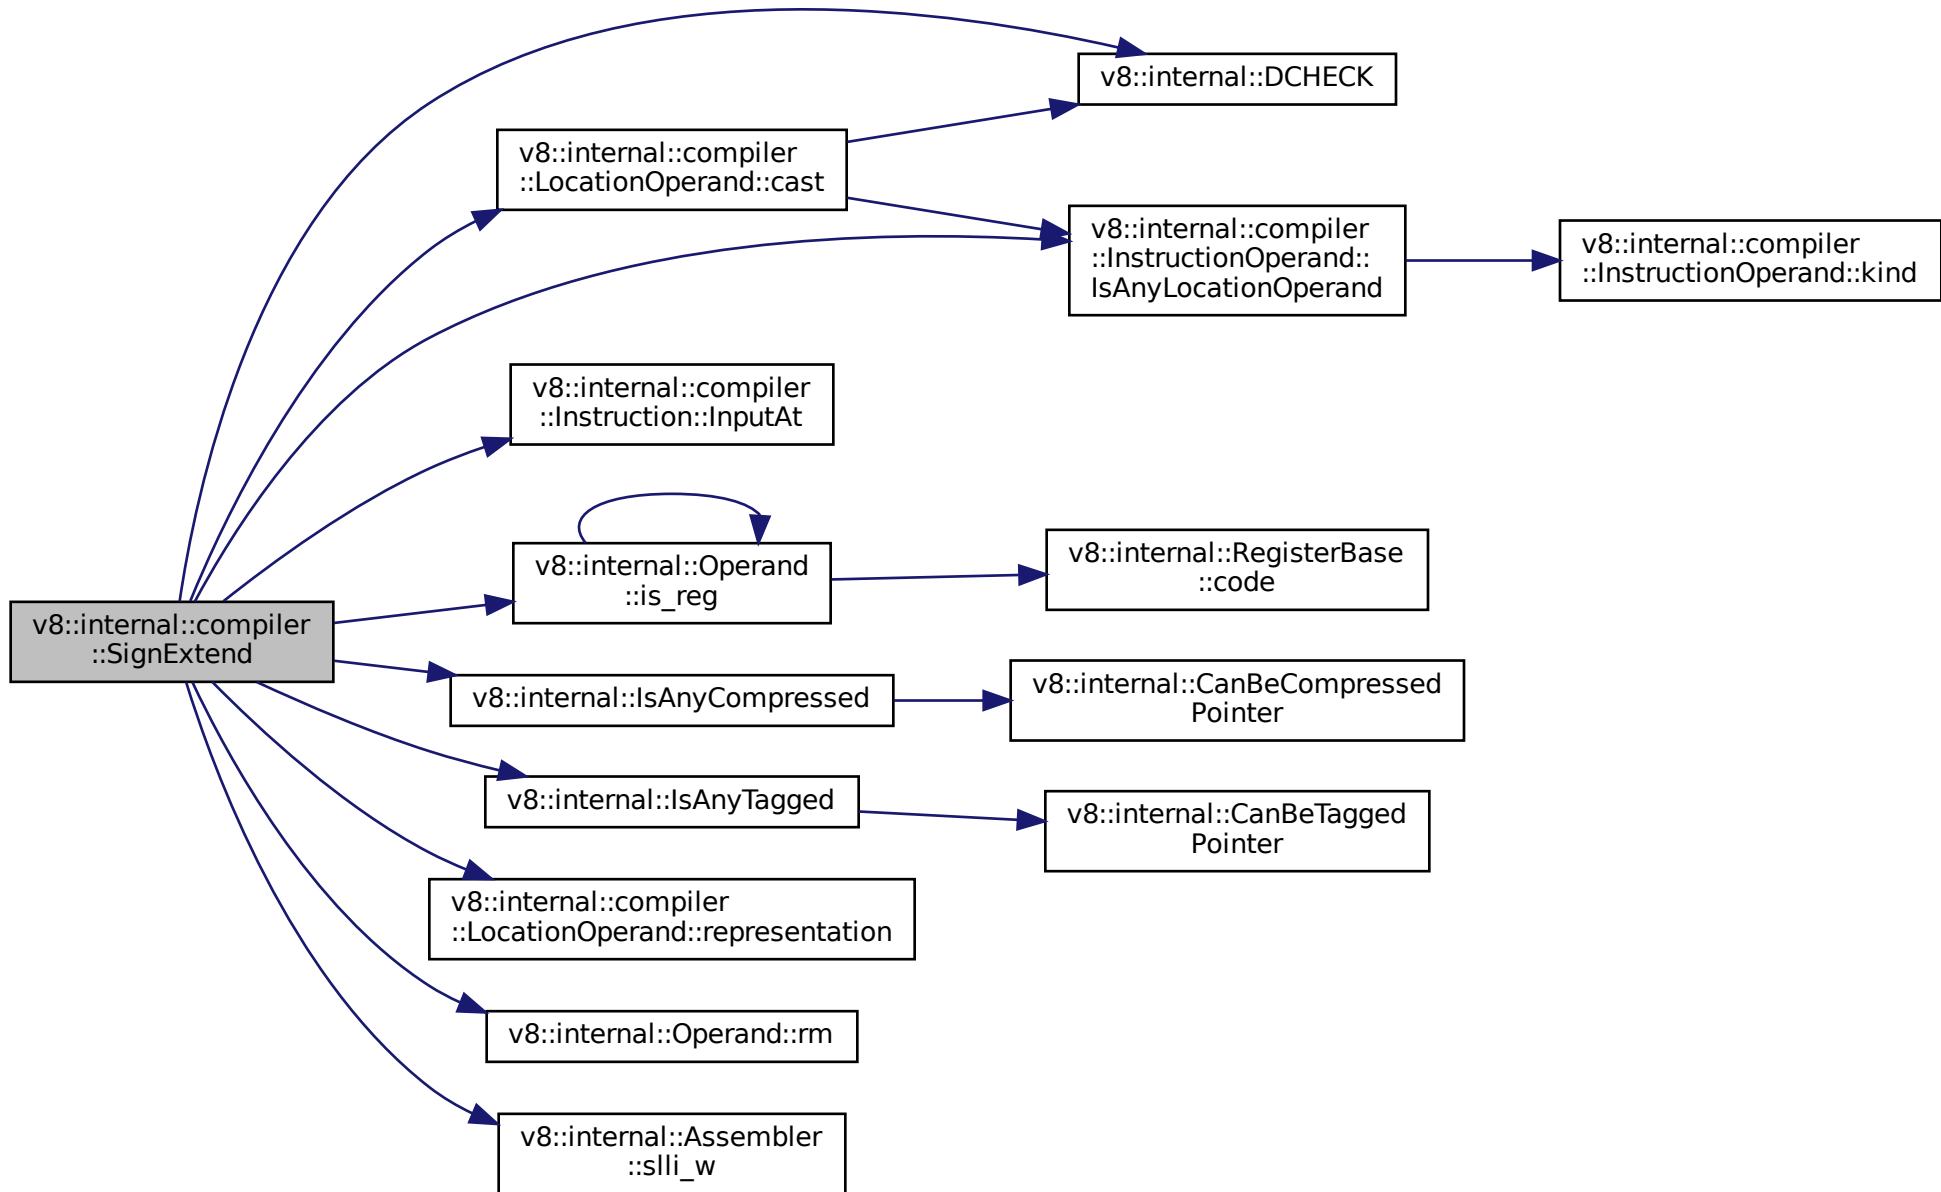 v8::internal::DCHECK
v8::internal::compiler
::LocationOperand::cast
v8::internal::compiler
::InstructionOperand::
IsAnyLocationOperand
v8::internal::compiler
::InstructionOperand::kind
v8::internal::compiler
::Instruction::InputAt
v8::internal::Operand
::is_reg
v8::internal::RegisterBase
::code
v8::internal::compiler
::SignExtend
v8::internal::IsAnyCompressed
v8::internal::CanBeCompressed
Pointer
v8::internal::IsAnyTagged
v8::internal::CanBeTagged
Pointer
v8::internal::compiler
::LocationOperand::representation
v8::internal::Operand::rm
v8::internal::Assembler
::slli_w